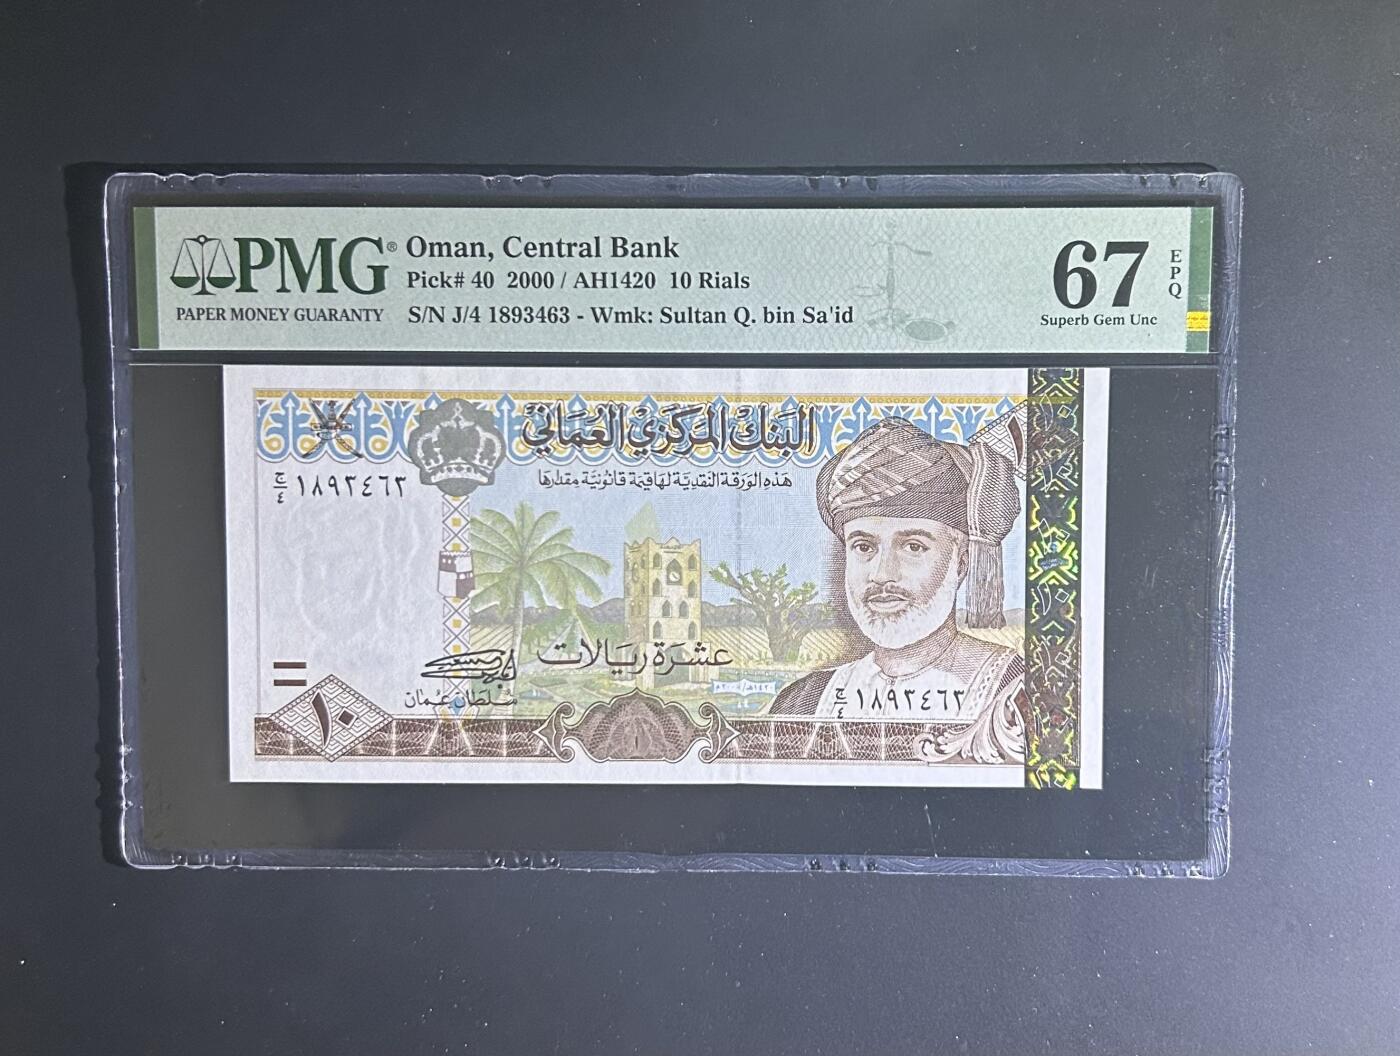 PMG®
PAPER MONEY GUARANTY
Oman, Central Bank
Pick# 40 2000 / AH1420 10 Rials
S/N J/4 1893463 - Wmk: Sultan Q. bin Sa'id
67
EPQ
Superb Gem Unc
البنك المركزي العماني
هذه الورقة النقدية لها قيمة قانونية مقدارها
ج/٤ ١٨٩٣٤٦٣
عشرة ريالات
سلطان عمان
ج/٤ ١٨٩٣٤٦٣
١٠